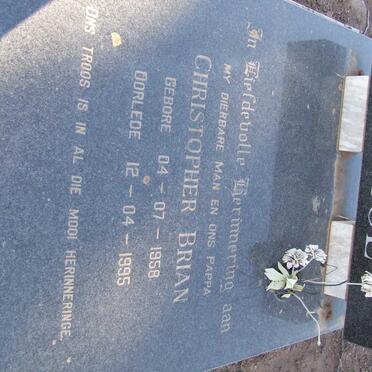 In Liefdevolle Herinnering aan
MY DIERBARE MAN EN ONS PAPPA
CHRISTOPHER BRIAN
GEBORE 04-07-1958
OORLEDE 12-04-1995
ONS TROOS IS IN AL DIE MOOI HERINNERINGE